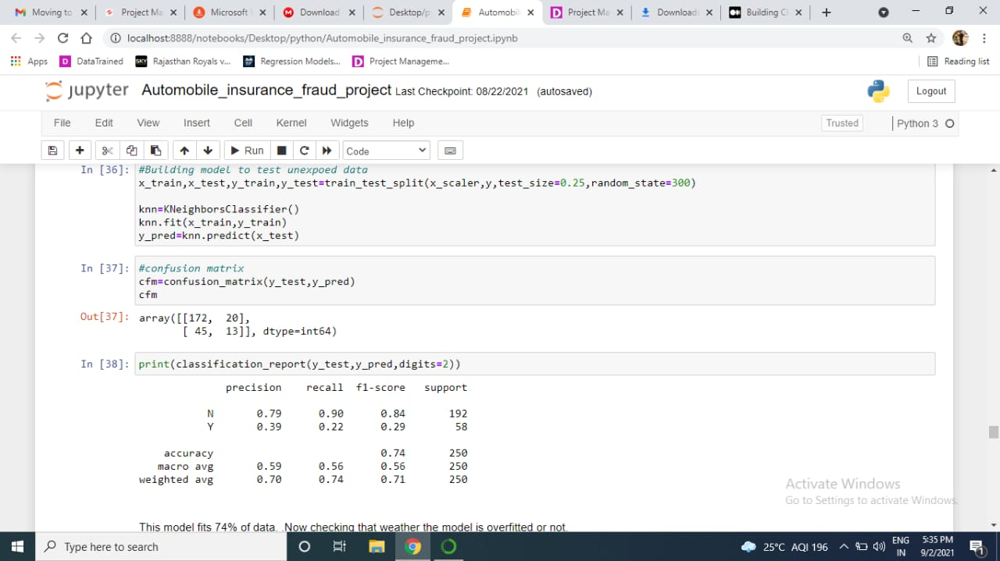 Moving to
Project Ma
Microsoft
Download
Desktop/p
Automobi
Project Ma
Download
Building C
localhost:8888/notebooks/Desktop/python/Automobile_insurance_fraud_project.ipynb
Apps
D DataTrained
SKY Rajasthan Royals v...
Regression Models...
D Project Manageme...
Reading list
jupyter Automobile_insurance_fraud_project Last Checkpoint: 08/22/2021 (autosaved)
Logout
File Edit View Insert Cell Kernel Widgets Help
Trusted
Python 3
Run
Code
In [36]: #Building model to test unexpoed data
x_train,x_test,y_train,y_test=train_test_split(x_scaler,y,test_size=0.25,random_state=300)
knn=KNeighborsClassifier()
knn.fit(x_train,y_train)
y_pred=knn.predict(x_test)
In [37]: #confusion matrix
cfm=confusion_matrix(y_test,y_pred)
cfm
Out[37]: array([[172, 20],
[ 45, 13]], dtype=int64)
In [38]: print(classification_report(y_test,y_pred,digits=2))
precision recall f1-score support
N 0.79 0.90 0.84 192
Y 0.39 0.22 0.29 58
accuracy 0.74 250
macro avg 0.59 0.56 0.56 250
weighted avg 0.70 0.74 0.71 250
This model fits 74% of data. .Now checking that weather the model is overfitted or not.
Activate Windows
Go to Settings to activate Windows.
Type here to search
25°C AQI 196
ENG
IN
5:35 PM
9/2/2021
1